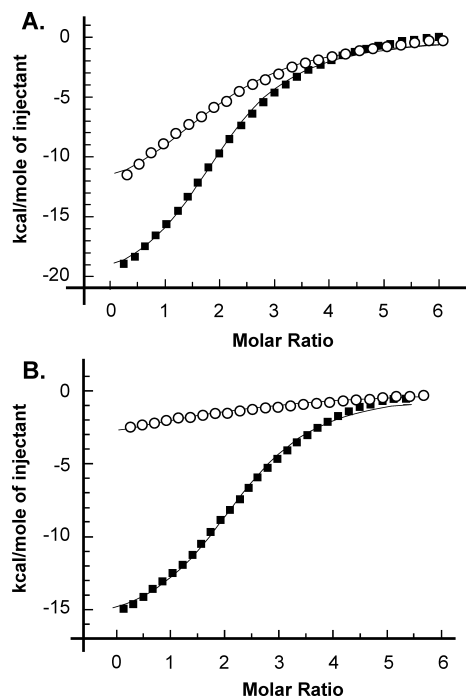 A.
0
-5
-10
-15
-20
kcal/mole of injectant
0 1 2 3 4 5 6
Molar Ratio
B.
0
-5
-10
-15
kcal/mole of injectant
0 1 2 3 4 5 6
Molar Ratio